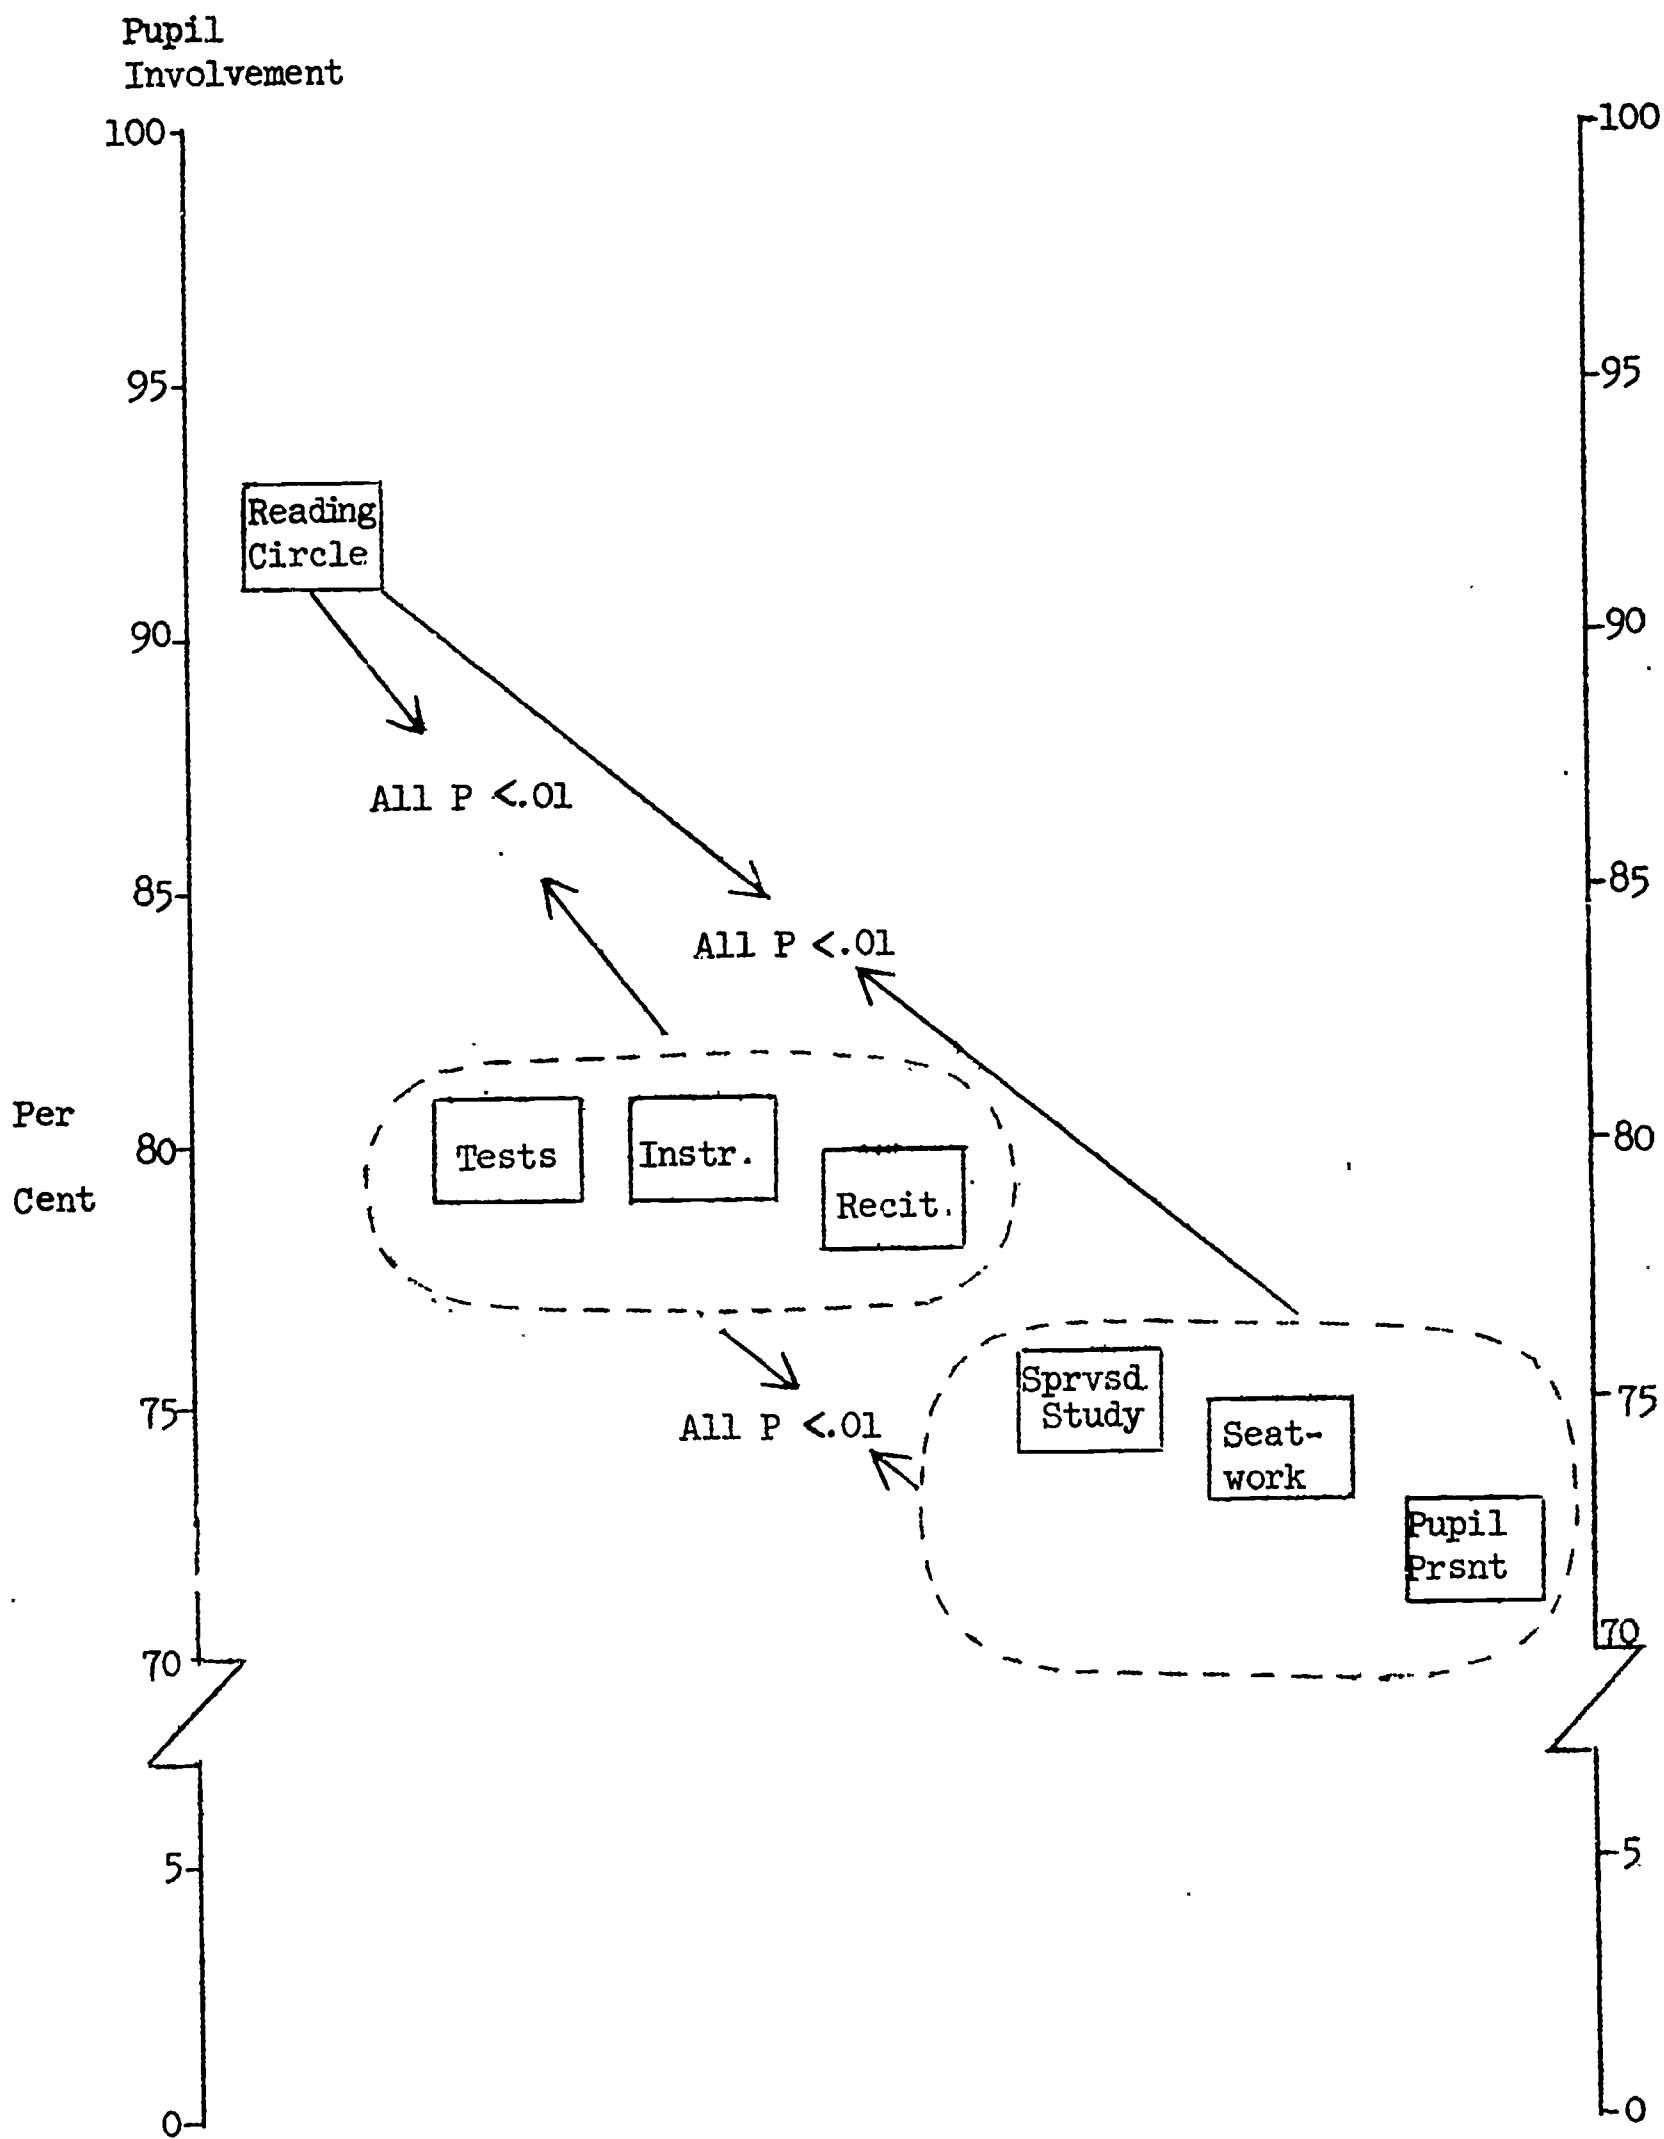 Pupil
Involvement
100
100
95
95
Reading
Circle
90
90
All P <.01
85
85
All P <.01
Per
Cent
80
80
Tests
Instr.
Recit.
Sprvsd
Study
75
75
All P <.01
Seat-
work
Pupil
Prsnt
70
70
5
5
0
0